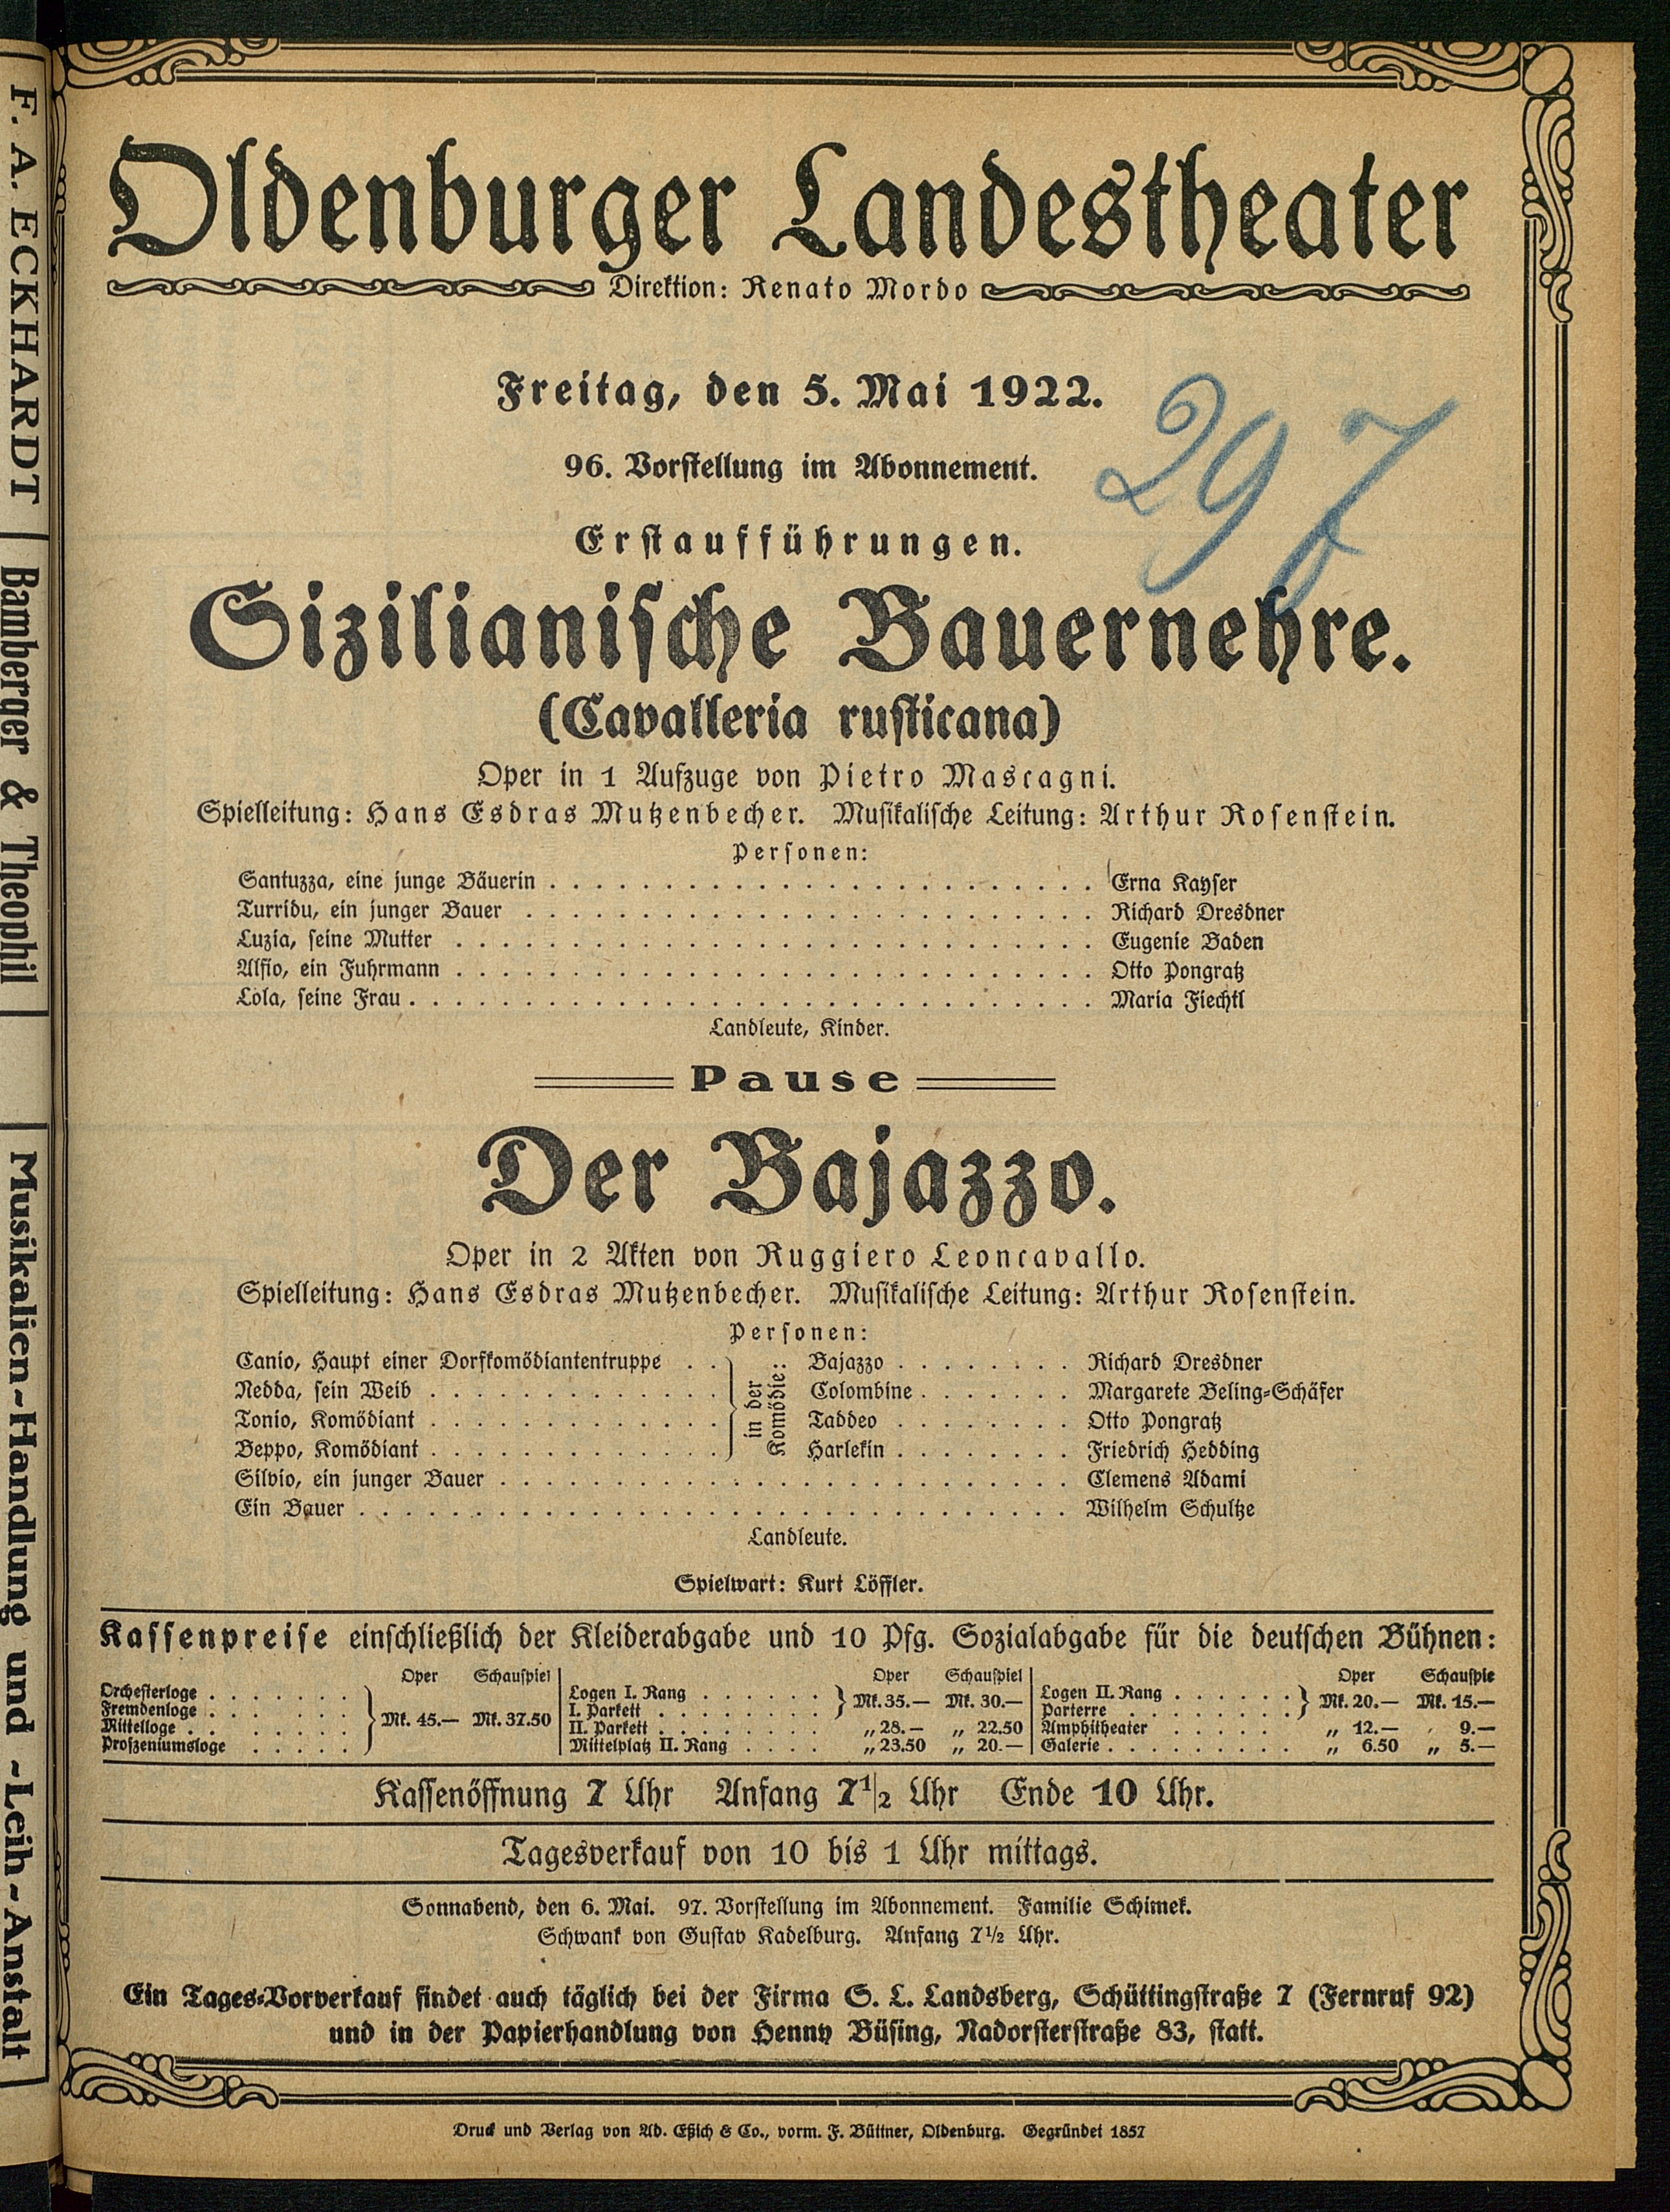 Oldenburger Landestheater
Direktion: Renato Mordo
Freitag, den 5. Mai 1922.
297
96. Vorstellung im Abonnement.
Erstaufführungen.
Sizilianische Bauernehre.
(Cavalleria rusticana)
Oper in 1 Aufzuge von Pietro Mascagni.
Spielleitung: Hans Esdras Mutzenbecher. Musikalische Leitung: Arthur Rosenstein.
Personen:
Santuzza, eine junge Bäuerin . . . . . Erna Kayser
Turridu, ein junger Bauer . . . . . Richard Dresdner
Luzia, seine Mutter . . . . . Eugenie Baden
Alfio, ein Fuhrmann . . . . . Otto Pongratz
Lola, seine Frau . . . . . Maria Fiechtl
Landleute, Kinder.
Pause
Der Bajazzo.
Oper in 2 Akten von Ruggiero Leoncavallo.
Spielleitung: Hans Esdras Mutzenbecher. Musikalische Leitung: Arthur Rosenstein.
Personen:
in der Komödie:
Canio, Haupt einer Dorfkomödiantentruppe . . Bajazzo . . . . . Richard Dresdner
Nedda, sein Weib . . . . . Colombine . . . . . Margarete Beling-Schäfer
Tonio, Komödiant . . . . . Taddeo . . . . . Otto Pongratz
Beppo, Komödiant . . . . . Harlekin . . . . . Friedrich Hedding
Silvio, ein junger Bauer . . . . . Clemens Adami
Ein Bauer . . . . . Wilhelm Schultze
Landleute.
Spielwart: Kurt Löffler.
Kassenpreise einschließlich der Kleiderabgabe und 10 Pfg. Sozialabgabe für die deutschen Bühnen:
Oper Schauspiel
Orchesterloge . . . . .
Fremdenloge . . . . .
Mittelloge . . . . .
Proszeniumsloge . . . . .
Mk. 45.— Mk. 37.50
Oper Schauspiel
Logen I. Rang . . . . .
I. Parkett . . . . .
Mk. 35.— Mk. 30.—
II. Parkett . . . . . „ 28.— „ 22.50
Mittelplatz II. Rang . . . . „ 23.50 „ 20.—
Oper Schauspie
Logen II. Rang . . . . .
Parterre . . . . .
Mk. 20.— Mk. 15.—
Amphitheater . . . . . „ 12.— „ 9.—
Galerie . . . . . „ 6.50 „ 5.—
Kassenöffnung 7 Uhr Anfang 7 1/2 Uhr Ende 10 Uhr.
Tagesverkauf von 10 bis 1 Uhr mittags.
Sonnabend, den 6. Mai. 97. Vorstellung im Abonnement. Familie Schimek.
Schwank von Gustav Kadelburg. Anfang 7½ Uhr.
Ein Tages-Vorverkauf findet auch täglich bei der Firma S. L. Landsberg, Schüttingstraße 7 (Fernruf 92)
und in der Papierhandlung von Henny Büsing, Nadorsterstraße 83, statt.
Druck und Verlag von Ad. Eßich & Co., vorm. F. Büttner, Oldenburg. Gegründet 1857
F. A. ECKHARDT
Bamberger & Theophil
Musikalien-Handlung und -Leih-Anstalt